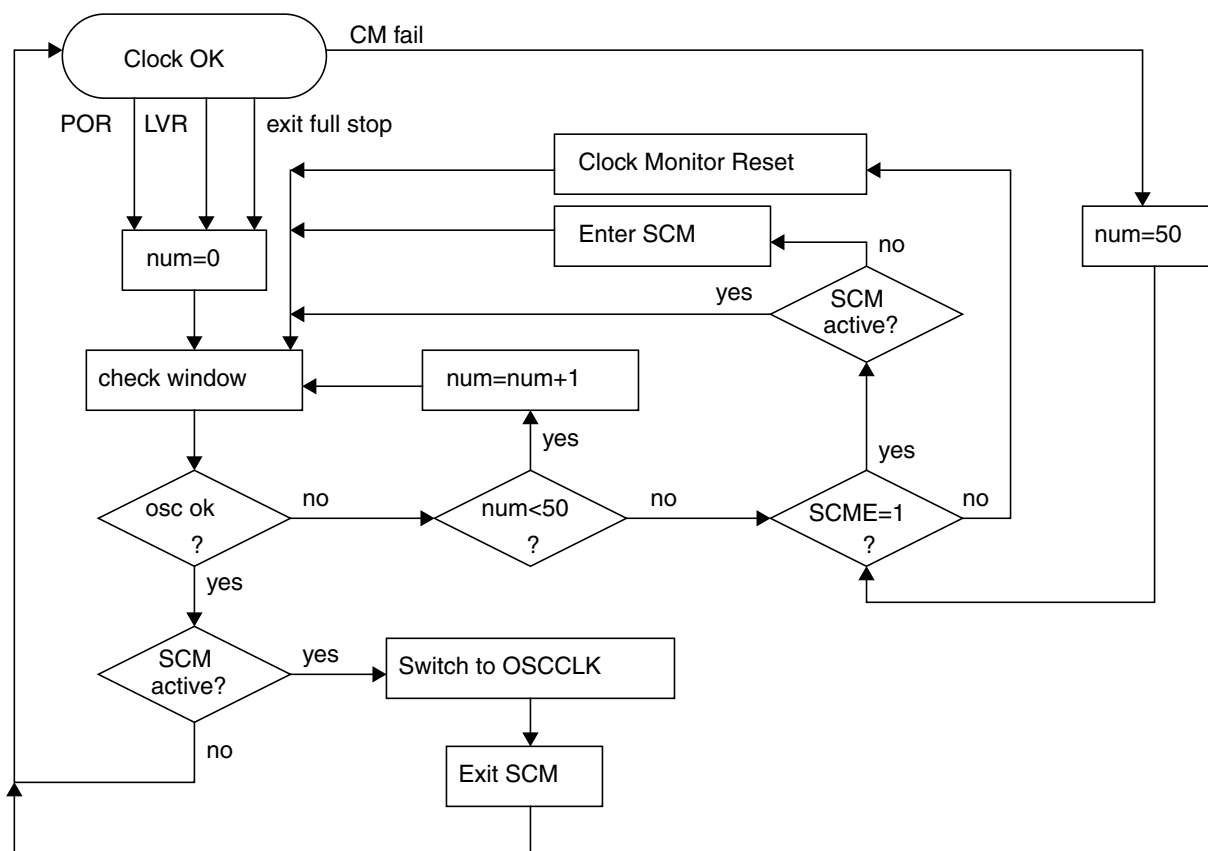 CM fail
Clock OK
POR
LVR
exit full stop
Clock Monitor Reset
Enter SCM
no
num=50
num=0
yes
SCM
active?
check window
num=num+1
yes
yes
osc ok
?
no
num<50
?
no
SCME=1
?
no
yes
SCM
active?
yes
Switch to OSCCLK
no
Exit SCM